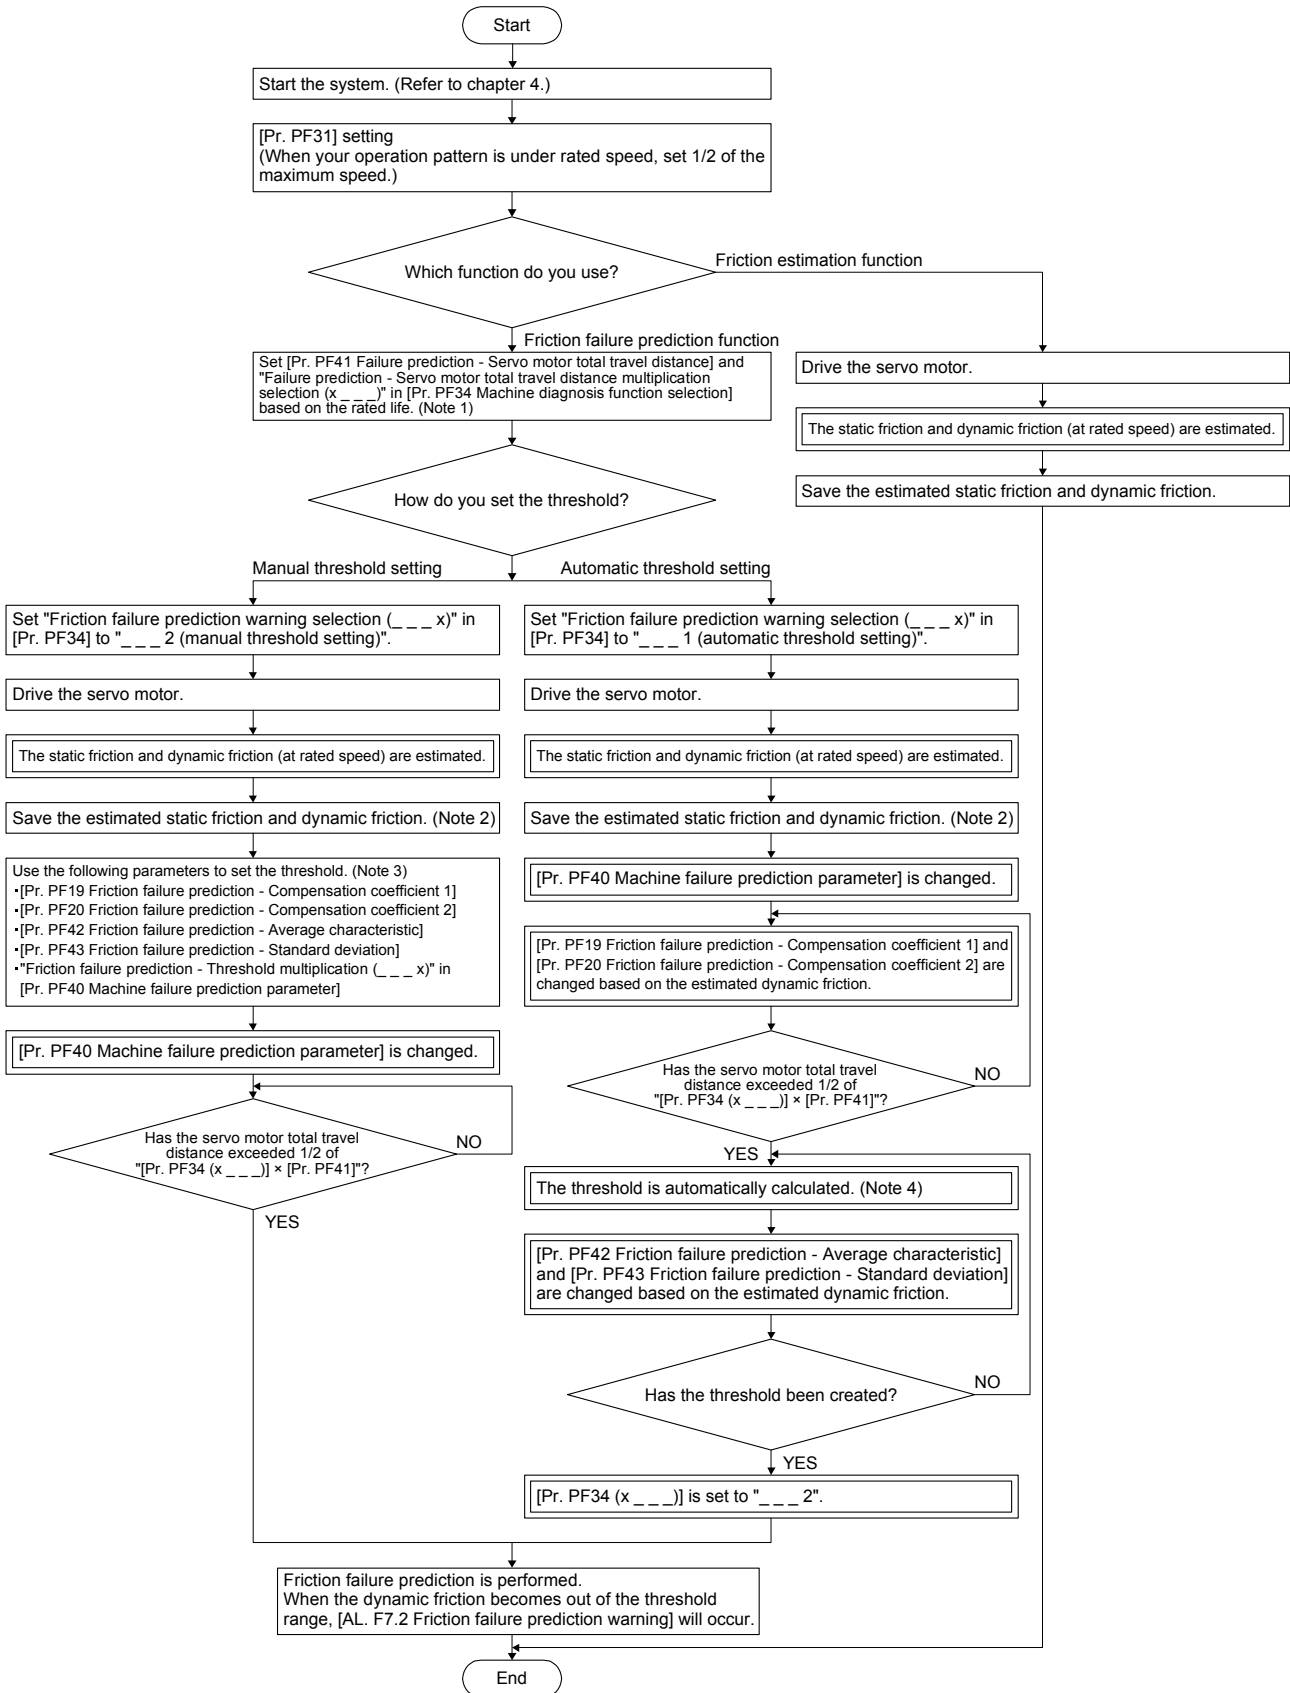 Start
Start the system. (Refer to chapter 4.)
[Pr. PF31] setting
(When your operation pattern is under rated speed, set 1/2 of the
maximum speed.)
Which function do you use?
Friction estimation function
Friction failure prediction function
Set [Pr. PF41 Failure prediction - Servo motor total travel distance] and
"Failure prediction - Servo motor total travel distance multiplication
selection (x _ _ _)" in [Pr. PF34 Machine diagnosis function selection]
based on the rated life. (Note 1)
Drive the servo motor.
The static friction and dynamic friction (at rated speed) are estimated.
Save the estimated static friction and dynamic friction.
How do you set the threshold?
Manual threshold setting
Automatic threshold setting
Set "Friction failure prediction warning selection (_ _ _ x)" in
[Pr. PF34] to "_ _ _ 2 (manual threshold setting)".
Drive the servo motor.
The static friction and dynamic friction (at rated speed) are estimated.
Save the estimated static friction and dynamic friction. (Note 2)
Use the following parameters to set the threshold. (Note 3)
･[Pr. PF19 Friction failure prediction - Compensation coefficient 1]
･[Pr. PF20 Friction failure prediction - Compensation coefficient 2]
･[Pr. PF42 Friction failure prediction - Average characteristic]
･[Pr. PF43 Friction failure prediction - Standard deviation]
･"Friction failure prediction - Threshold multiplication (_ _ _ x)" in
[Pr. PF40 Machine failure prediction parameter]
[Pr. PF40 Machine failure prediction parameter] is changed.
Has the servo motor total travel
distance exceeded 1/2 of
"[Pr. PF34 (x _ _ _)] × [Pr. PF41]"?
NO
YES
Set "Friction failure prediction warning selection (_ _ _ x)" in
[Pr. PF34] to "_ _ _ 1 (automatic threshold setting)".
Drive the servo motor.
The static friction and dynamic friction (at rated speed) are estimated.
Save the estimated static friction and dynamic friction. (Note 2)
[Pr. PF40 Machine failure prediction parameter] is changed.
[Pr. PF19 Friction failure prediction - Compensation coefficient 1] and
[Pr. PF20 Friction failure prediction - Compensation coefficient 2] are
changed based on the estimated dynamic friction.
Has the servo motor total travel
distance exceeded 1/2 of
"[Pr. PF34 (x _ _ _)] × [Pr. PF41]"?
NO
YES
The threshold is automatically calculated. (Note 4)
[Pr. PF42 Friction failure prediction - Average characteristic]
and [Pr. PF43 Friction failure prediction - Standard deviation]
are changed based on the estimated dynamic friction.
Has the threshold been created?
NO
YES
[Pr. PF34 (x _ _ _)] is set to "_ _ _ 2".
Friction failure prediction is performed.
When the dynamic friction becomes out of the threshold
range, [AL. F7.2 Friction failure prediction warning] will occur.
End